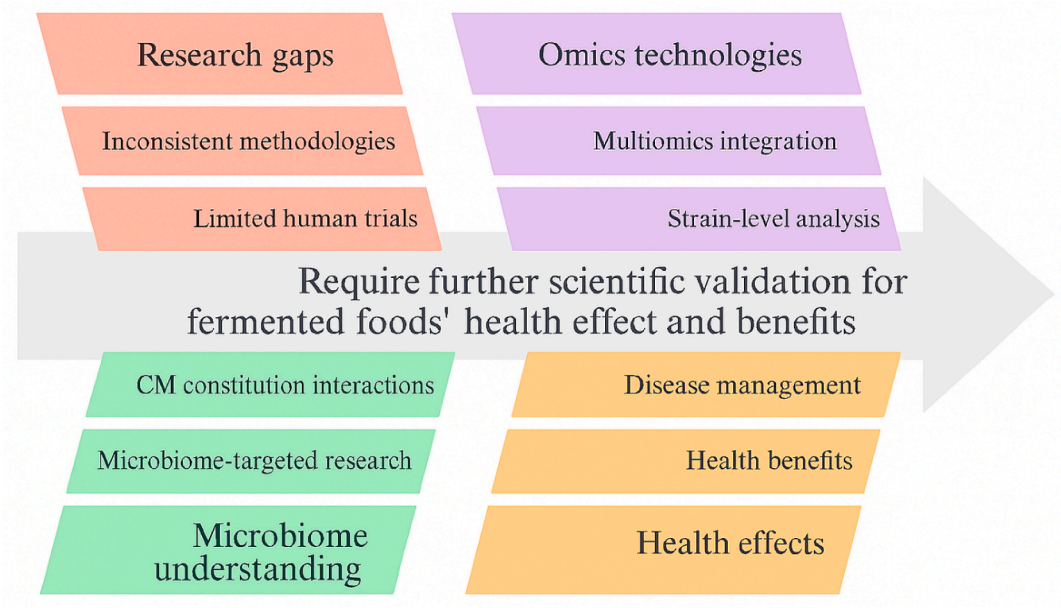 Research gaps
Inconsistent methodologies
Limited human trials
Omics technologies
Multiomics integration
Strain-level analysis
Require further scientific validation for
fermented foods' health effect and benefits
CM constitution interactions
Microbiome-targeted research
Microbiome
understanding
Disease management
Health benefits
Health effects